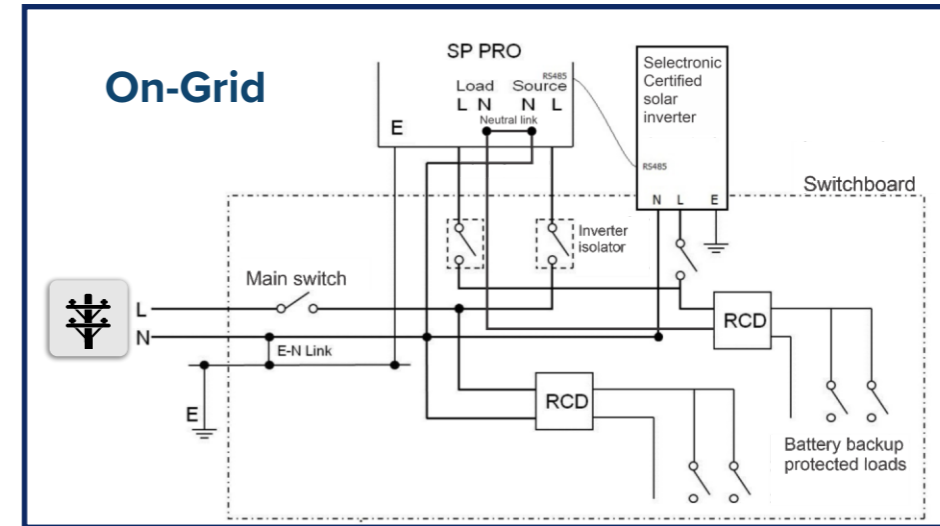 On-Grid
SP PRO
RS485
Load Source
L N N L
Neutral link
E
Selectronic
Certified
solar
inverter
RS485
N L E
Switchboard
Inverter
isolator
Main switch
L
N
E-N Link
E
RCD
RCD
Battery backup
protected loads